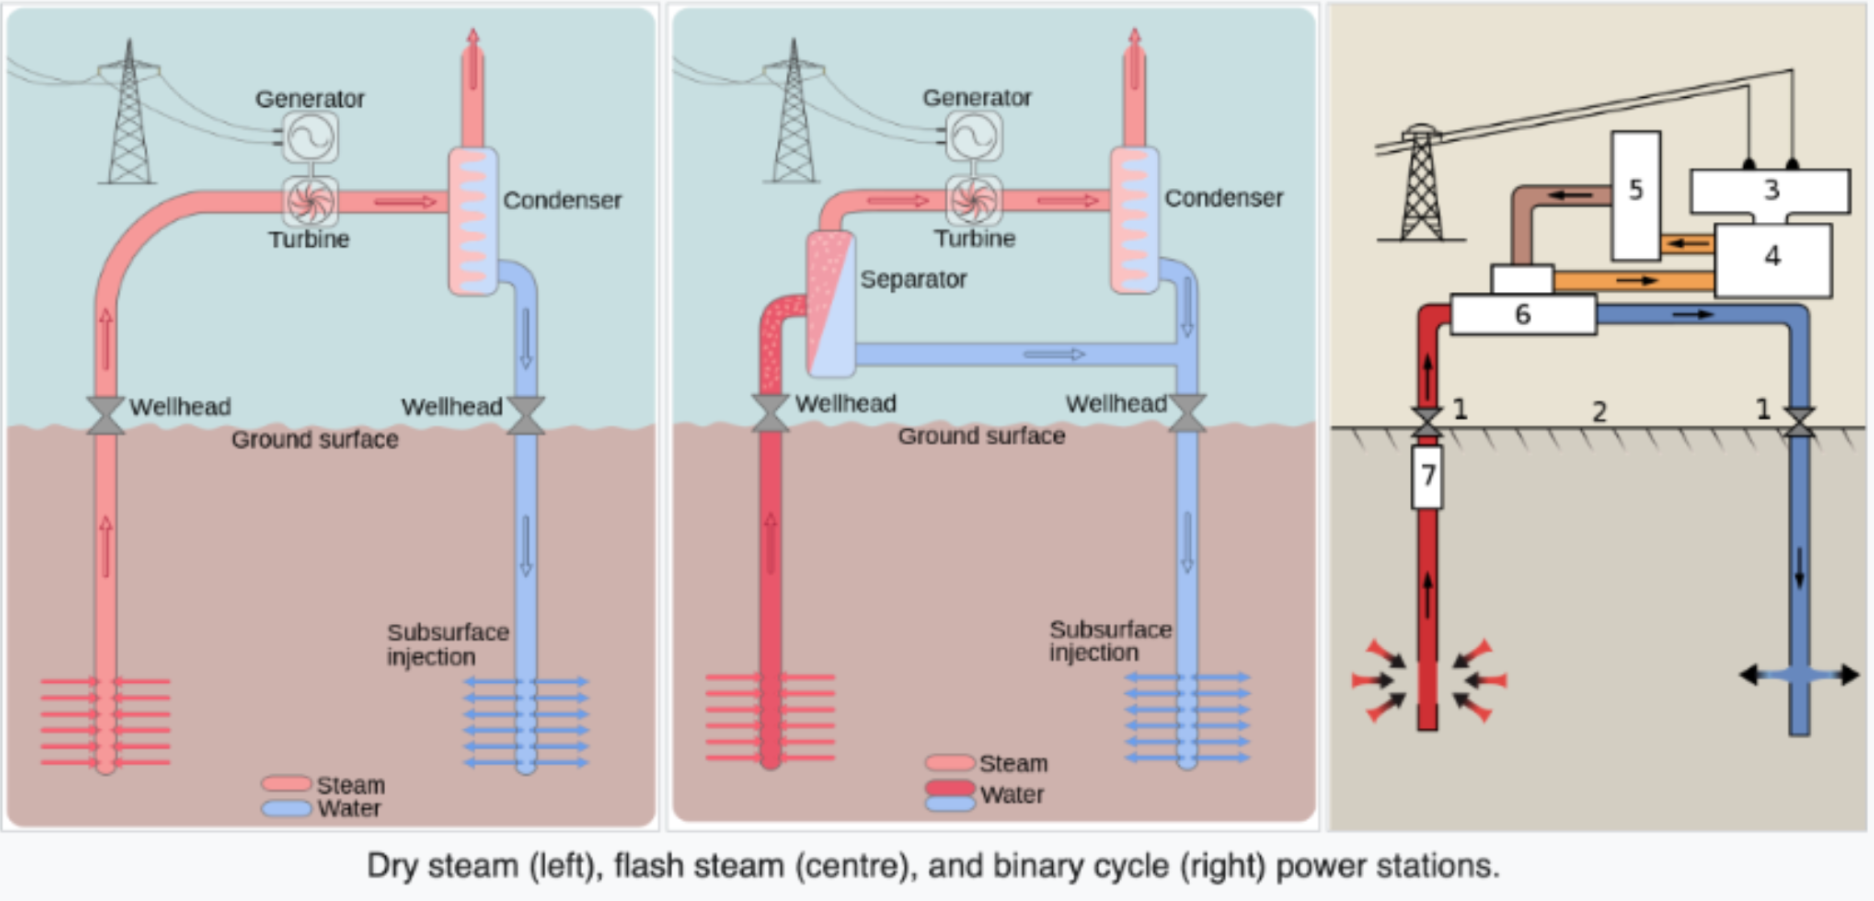 Generator
Turbine
Condenser
Wellhead
Wellhead
Ground surface
Subsurface
injection
Steam
Water
Generator
Turbine
Condenser
Separator
Wellhead
Wellhead
Ground surface
Subsurface
injection
Steam
Water
5
3
4
6
1
2
1
7
Dry steam (left), flash steam (centre), and binary cycle (right) power stations.